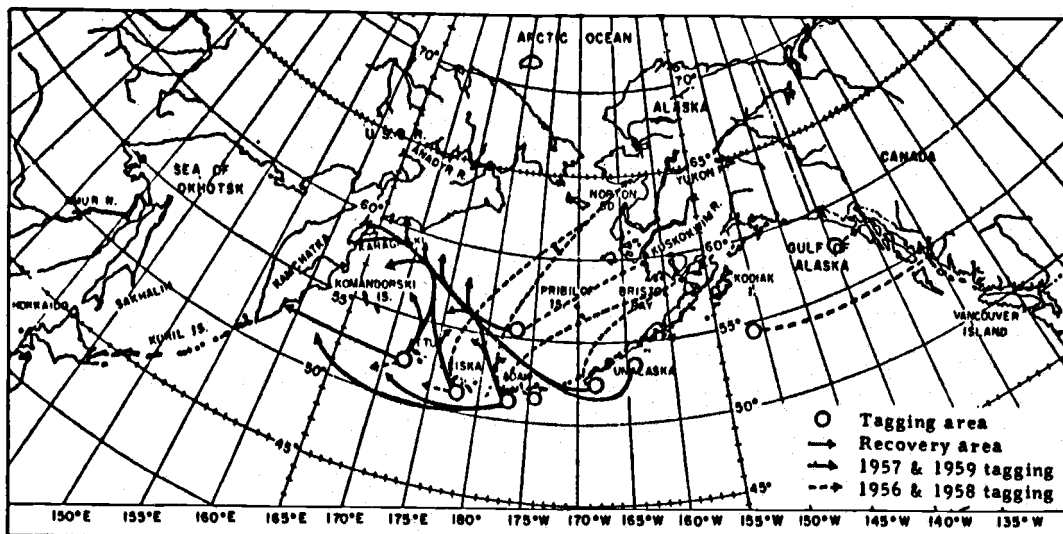 ARCTIC OCEAN
70°
70°
ALASKA
U.S.S.R.
ANADYR R.
65°
YUKON R.
CANADA
SEA OF
OKHOTSK
AMUR R.
NORTON
SD
60°
KUSKOKWIM R.
60°
GULF
ALASKA
KAMCHATKA
KOMANDORSKI
IS.
55°
PRIBILOF
IS.
BRISTOL
BAY
KODIAK
I.
HOKKAIDO
SAKHALIN
KURIL IS.
VANCOUVER
ISLAND
55°
50°
KISKA
ADAK
UNALASKA
50°
45°
45°
Tagging area
Recovery area
1957 & 1959 tagging
1956 & 1958 tagging
150°E 155°E 165°E 170°E 175°E 180° 175°W 170°W 165°W 160°W 155°W 150°W 145°W 140°W 135°W